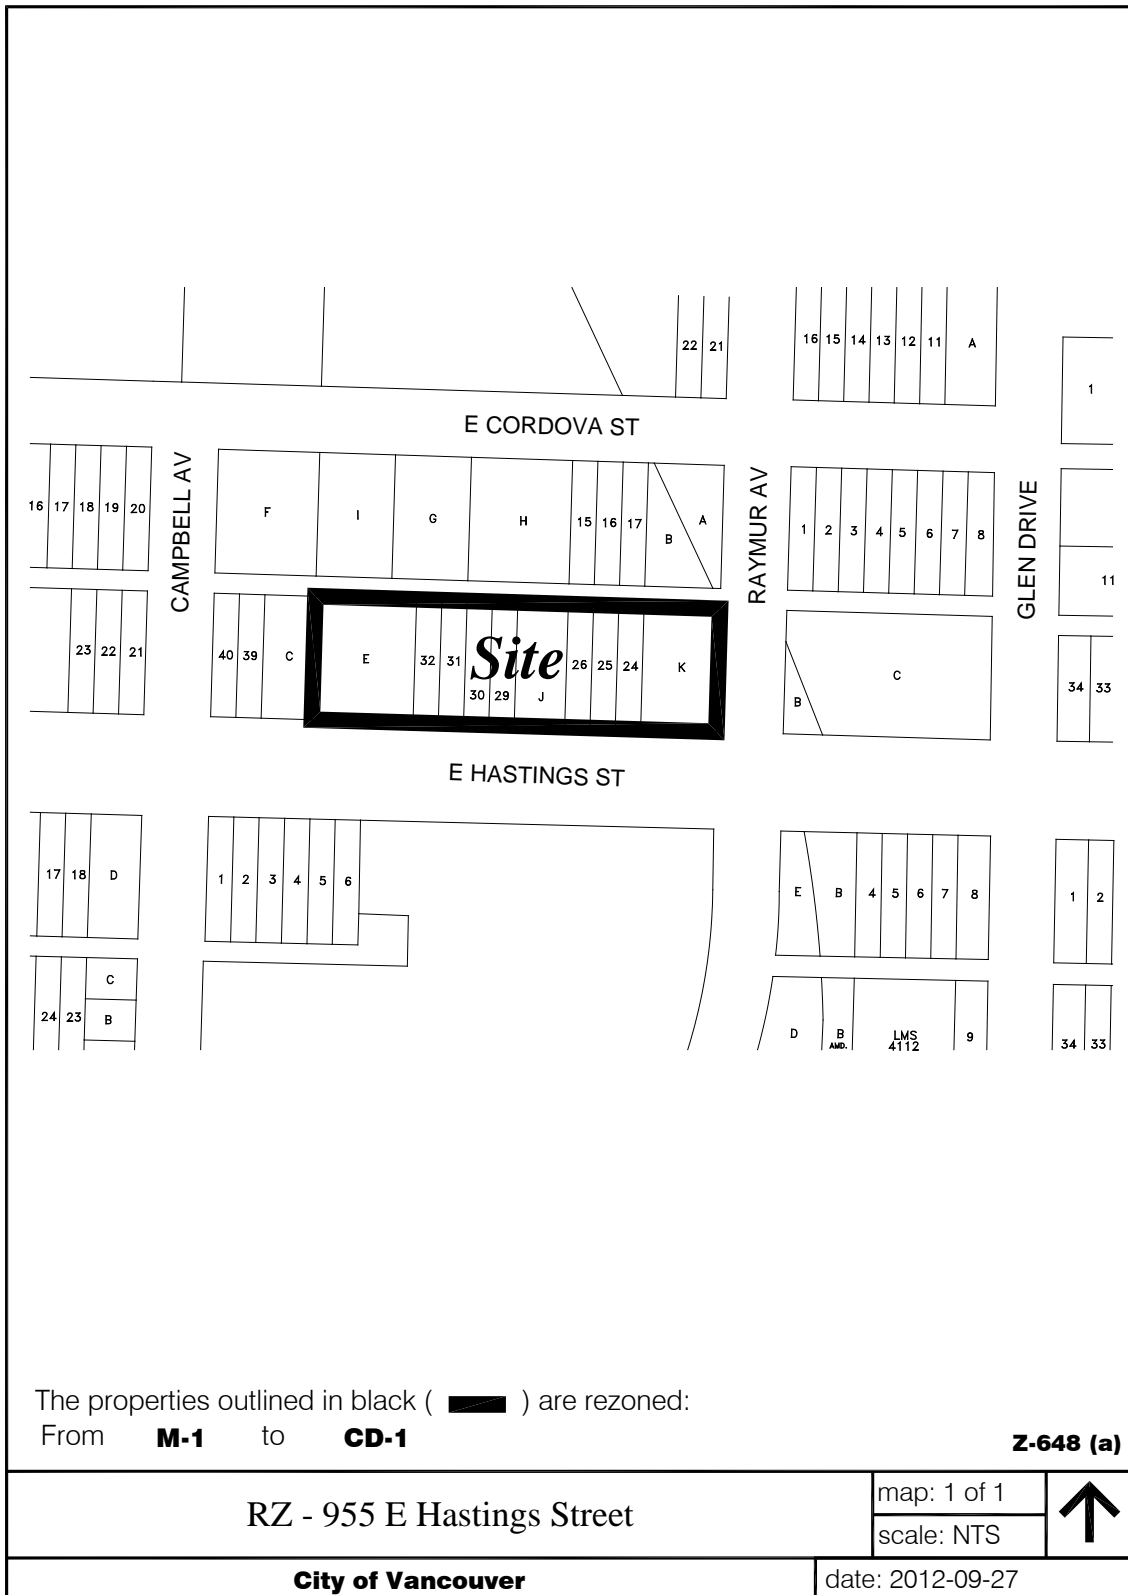 22 21
16 15 14 13 12 11 A
1
E CORDOVA ST
16 17 18 19 20
CAMPBELL AV
F I G H 15 16 17 B A
RAYMUR AV
1 2 3 4 5 6 7 8
GLEN DRIVE
11
23 22 21
40 39 C
E 32 31 30 29 J 26 25 24 K
Site
B C
34 33
E HASTINGS ST
17 18 D
1 2 3 4 5 6
E B 4 5 6 7 8
1 2
C
24 23 B
D B AMD.
LMS
4112
9
34 33
The properties outlined in black ( ) are rezoned:
From M-1 to CD-1
Z-648 (a)
RZ - 955 E Hastings Street
map: 1 of 1
scale: NTS
City of Vancouver
date: 2012-09-27